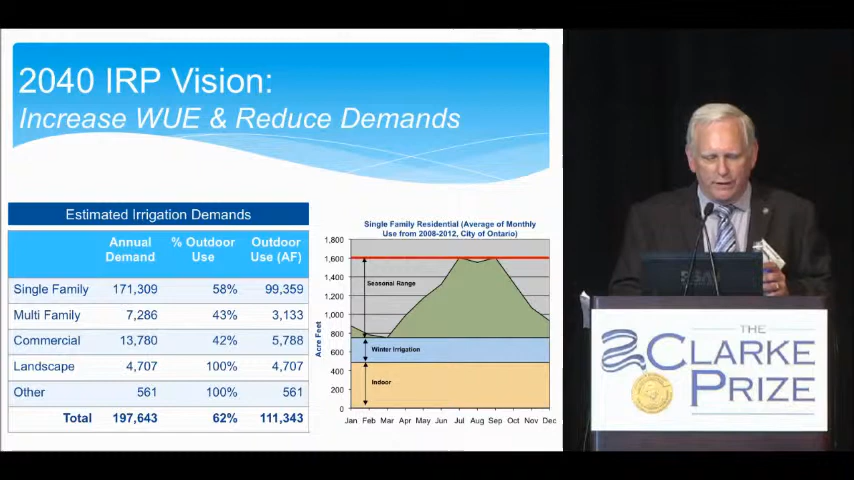 2040 IRP Vision:
Increase WUE & Reduce Demands
Estimated Irrigation Demands
Annual Demand % Outdoor Use Outdoor Use (AF)
Single Family 171,309 58% 99,359
Multi Family 7,286 43% 3,133
Commercial 13,780 42% 5,788
Landscape 4,707 100% 4,707
Other 561 100% 561
Total 197,643 62% 111,343
Single Family Residential (Average of Monthly
Use from 2008-2012, City of Ontario)
Acre Feet
1,800
1,600
1,400
1,200
1,000
800
600
400
200
0
Seasonal Range
Winter Irrigation
Indoor
Jan Feb Mar Apr May Jun Jul Aug Sep Oct Nov Dec
THE
CLARKE
PRIZE